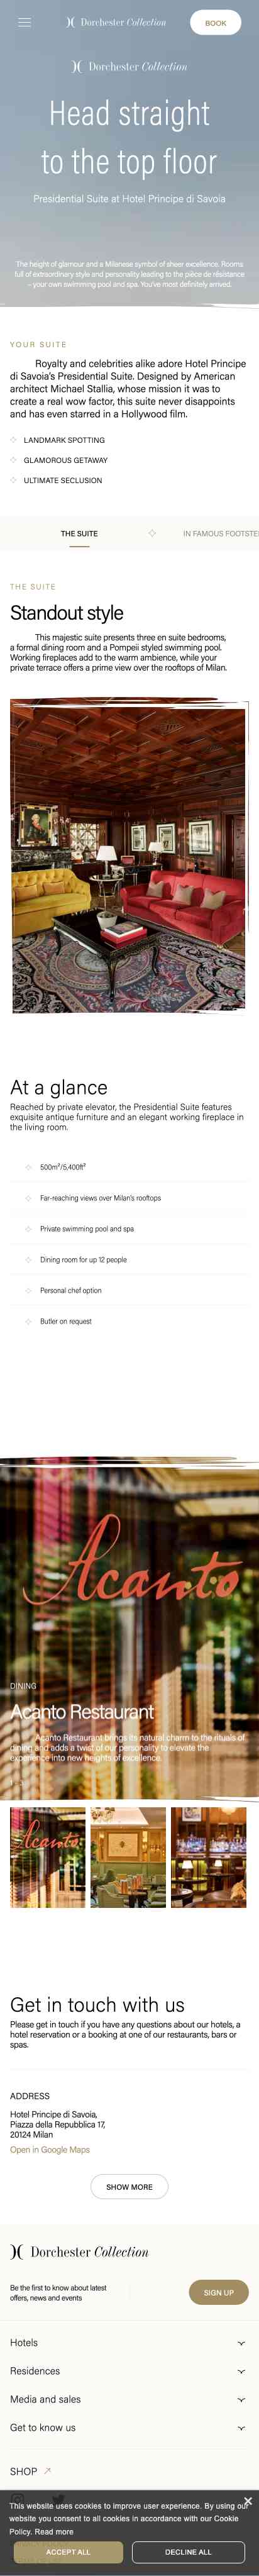 Dorchester Collection
BOOK
Dorchester Collection
Head straight
to the top floor
Presidential Suite at Hotel Principe di Savoia
The height of glamour and a Milanese symbol of sheer excellence. Rooms
full of extraordinary style and personality leading to the pièce de résistance
– your own swimming pool and spa. You've most definitely arrived.
YOUR SUITE
Royalty and celebrities alike adore Hotel Principe
di Savoia's Presidential Suite. Designed by American
architect Michael Stallia, whose mission it was to
create a real wow factor, this suite never disappoints
and has even starred in a Hollywood film.
LANDMARK SPOTTING
GLAMOROUS GETAWAY
ULTIMATE SECLUSION
THE SUITE
IN FAMOUS FOOTSTE
THE SUITE
Standout style
This majestic suite presents three en suite bedrooms,
a formal dining room and a Pompeii styled swimming pool.
Working fireplaces add to the warm ambience, while your
private terrace offers a prime view over the rooftops of Milan.
At a glance
Reached by private elevator, the Presidential Suite features
exquisite antique furniture and an elegant working fireplace in
the living room.
500m²/5,400ft²
Far-reaching views over Milan's rooftops
Private swimming pool and spa
Dining room for up 12 people
Personal chef option
Butler on request
Acanto
DINING
Acanto Restaurant
Acanto Restaurant brings its natural charm to the rituals of
dining and adds a twist of our personality to elevate the
experience into new heights of excellence.
Acanto
Get in touch with us
Please get in touch if you have any questions about our hotels, a
hotel reservation or a booking at one of our restaurants, bars or
spas.
ADDRESS
Hotel Principe di Savoia,
Piazza della Repubblica 17,
20124 Milan
Open in Google Maps
SHOW MORE
Dorchester Collection
Be the first to know about latest
offers, news and events
SIGN UP
Hotels
Residences
Media and sales
Get to know us
SHOP
This website uses cookies to improve user experience. By using our
website you consent to all cookies in accordance with our Cookie
Policy. Read more
ACCEPT ALL
DECLINE ALL